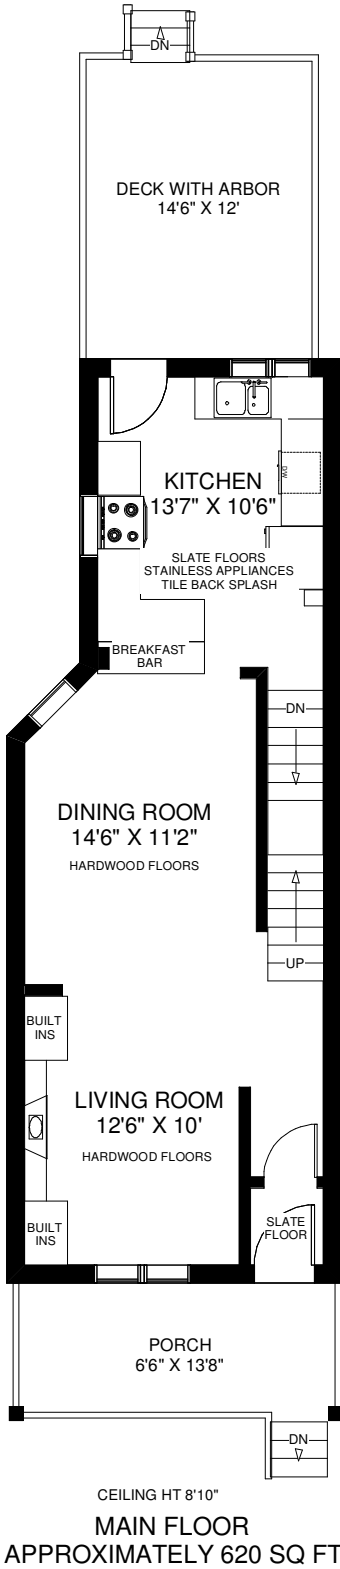 DN
DECK WITH ARBOR
14'6" X 12'
KITCHEN
13'7" X 10'6"
D/W
SLATE FLOORS
STAINLESS APPLIANCES
TILE BACK SPLASH
BREAKFAST
BAR
DN
DINING ROOM
14'6" X 11'2"
HARDWOOD FLOORS
UP
BUILT
INS
LIVING ROOM
12'6" X 10'
HARDWOOD FLOORS
BUILT
INS
SLATE
FLOOR
PORCH
6'6" X 13'8"
DN
CEILING HT 8'10"
MAIN FLOOR
APPROXIMATELY 620 SQ FT